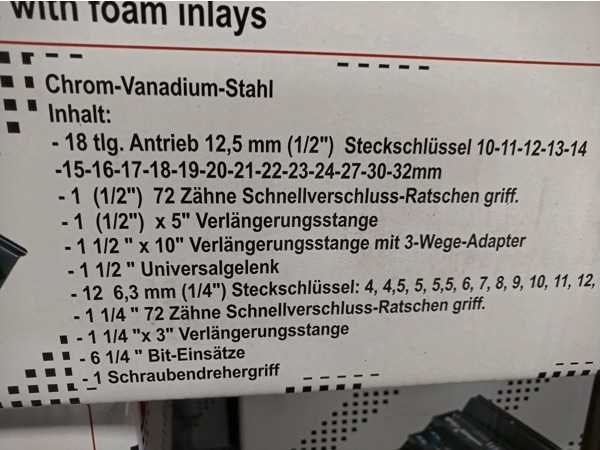 with foam inlays
Chrom-Vanadium-Stahl
Inhalt:
- 18 tlg. Antrieb 12,5 mm (1/2") Steckschlüssel 10-11-12-13-14
-15-16-17-18-19-20-21-22-23-24-27-30-32mm
- 1 (1/2") 72 Zähne Schnellverschluss-Ratschen griff.
- 1 (1/2") x 5" Verlängerungsstange
- 1 1/2 " x 10" Verlängerungsstange mit 3-Wege-Adapter
- 1 1/2 " Universalgelenk
- 12 6,3 mm (1/4") Steckschlüssel: 4, 4,5, 5, 5,5, 6, 7, 8, 9, 10, 11, 12,
- 1 1/4 " 72 Zähne Schnellverschluss-Ratschen griff.
- 1 1/4 "x 3" Verlängerungsstange
- 6 1/4 " Bit-Einsätze
- 1 Schraubendrehergriff